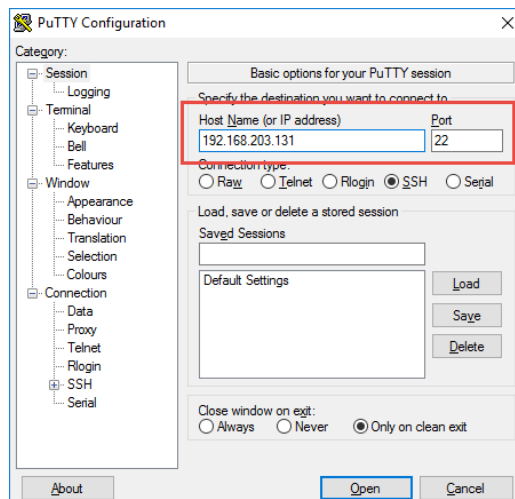 PuTTY Configuration
Category:
Session
Logging
Terminal
Keyboard
Bell
Features
Window
Appearance
Behaviour
Translation
Selection
Colours
Connection
Data
Proxy
Telnet
Rlogin
SSH
Serial
Basic options for your PuTTY session
Specify the destination you want to connect to
Host Name (or IP address) Port
192.168.203.131 22
Connection type:
Raw Telnet Rlogin SSH Serial
Load, save or delete a stored session
Saved Sessions
Default Settings
Load
Save
Delete
Close window on exit:
Always Never Only on clean exit
About Open Cancel